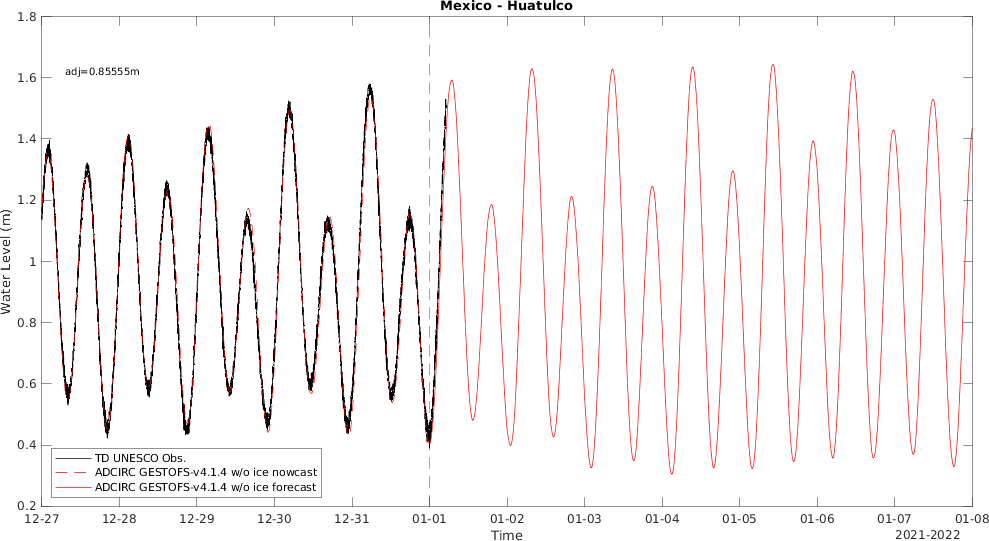 Mexico - Huatulco
1.8
1.6
1.4
1.2
1
0.8
0.6
0.4
0.2
Water Level (m)
adj=0.85555m
TD UNESCO Obs.
ADCIRC GESTOFS-v4.1.4 w/o ice nowcast
ADCIRC GESTOFS-v4.1.4 w/o ice forecast
12-27 12-28 12-29 12-30 12-31 01-01 01-02 01-03 01-04 01-05 01-06 01-07 01-08
Time
2021-2022